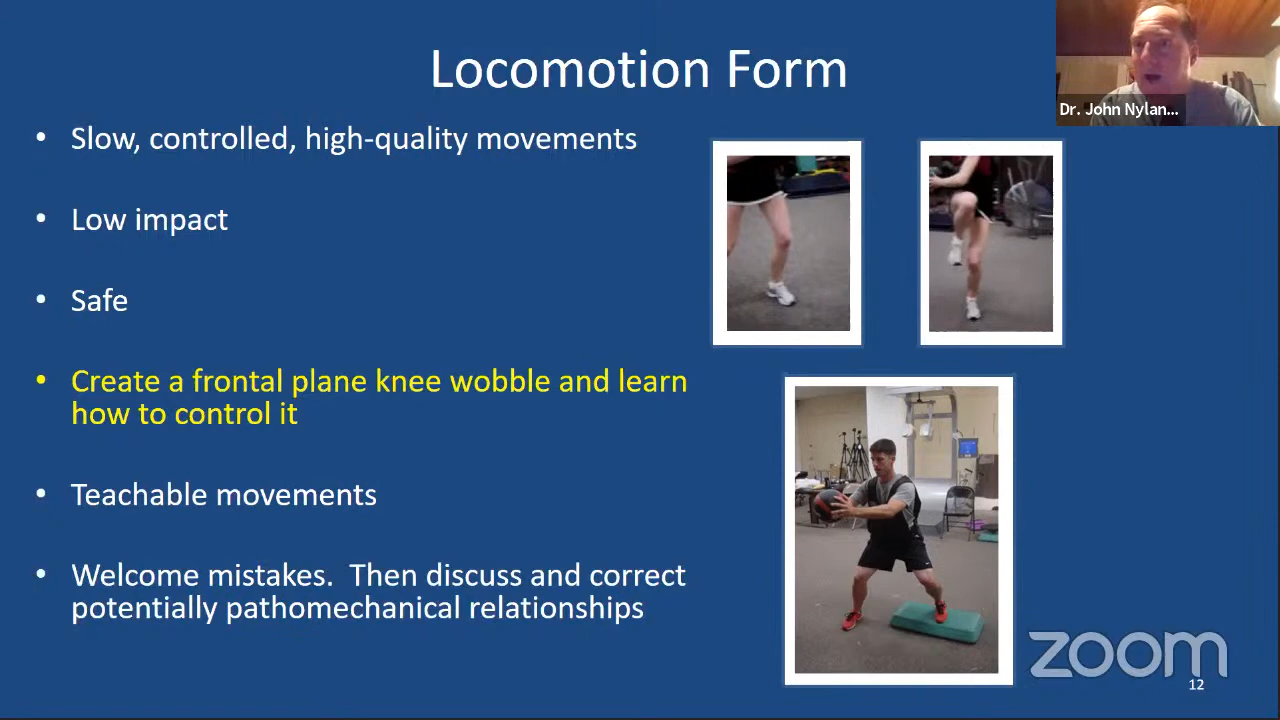 Locomotion Form
Dr. John Nylan...
• Slow, controlled, high-quality movements
• Low impact
• Safe
• Create a frontal plane knee wobble and learn
how to control it
• Teachable movements
• Welcome mistakes.  Then discuss and correct
potentially pathomechanical relationships
zoom
12